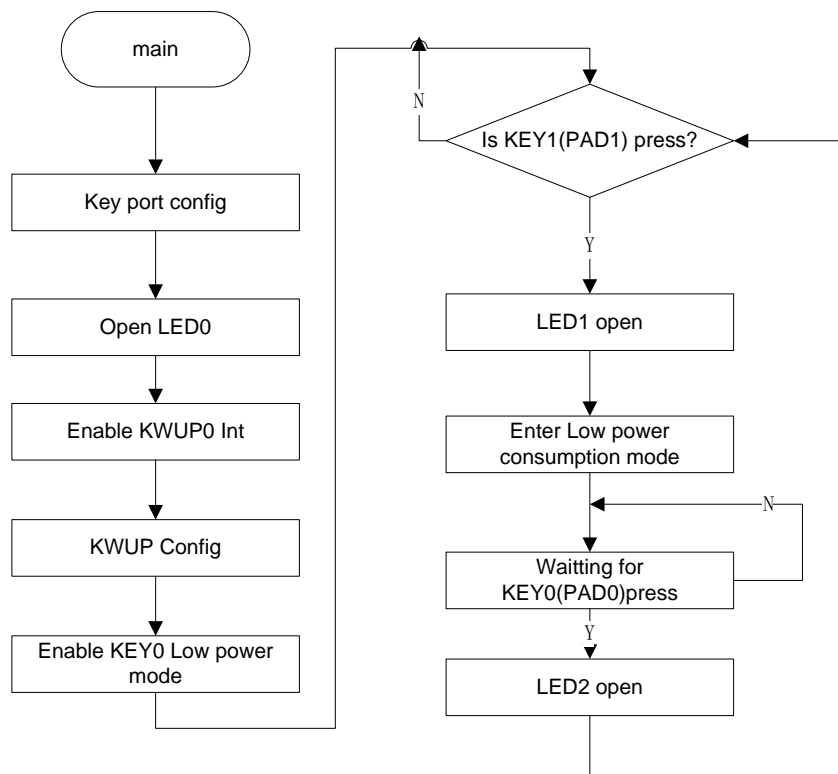 main
Key port config
Open LED0
Enable KWUP0 Int
KWUP Config
Enable KEY0 Low power
mode
Is KEY1(PAD1) press?
N
Y
LED1 open
Enter Low power
consumption mode
N
Waitting for
KEY0(PAD0)press
Y
LED2 open